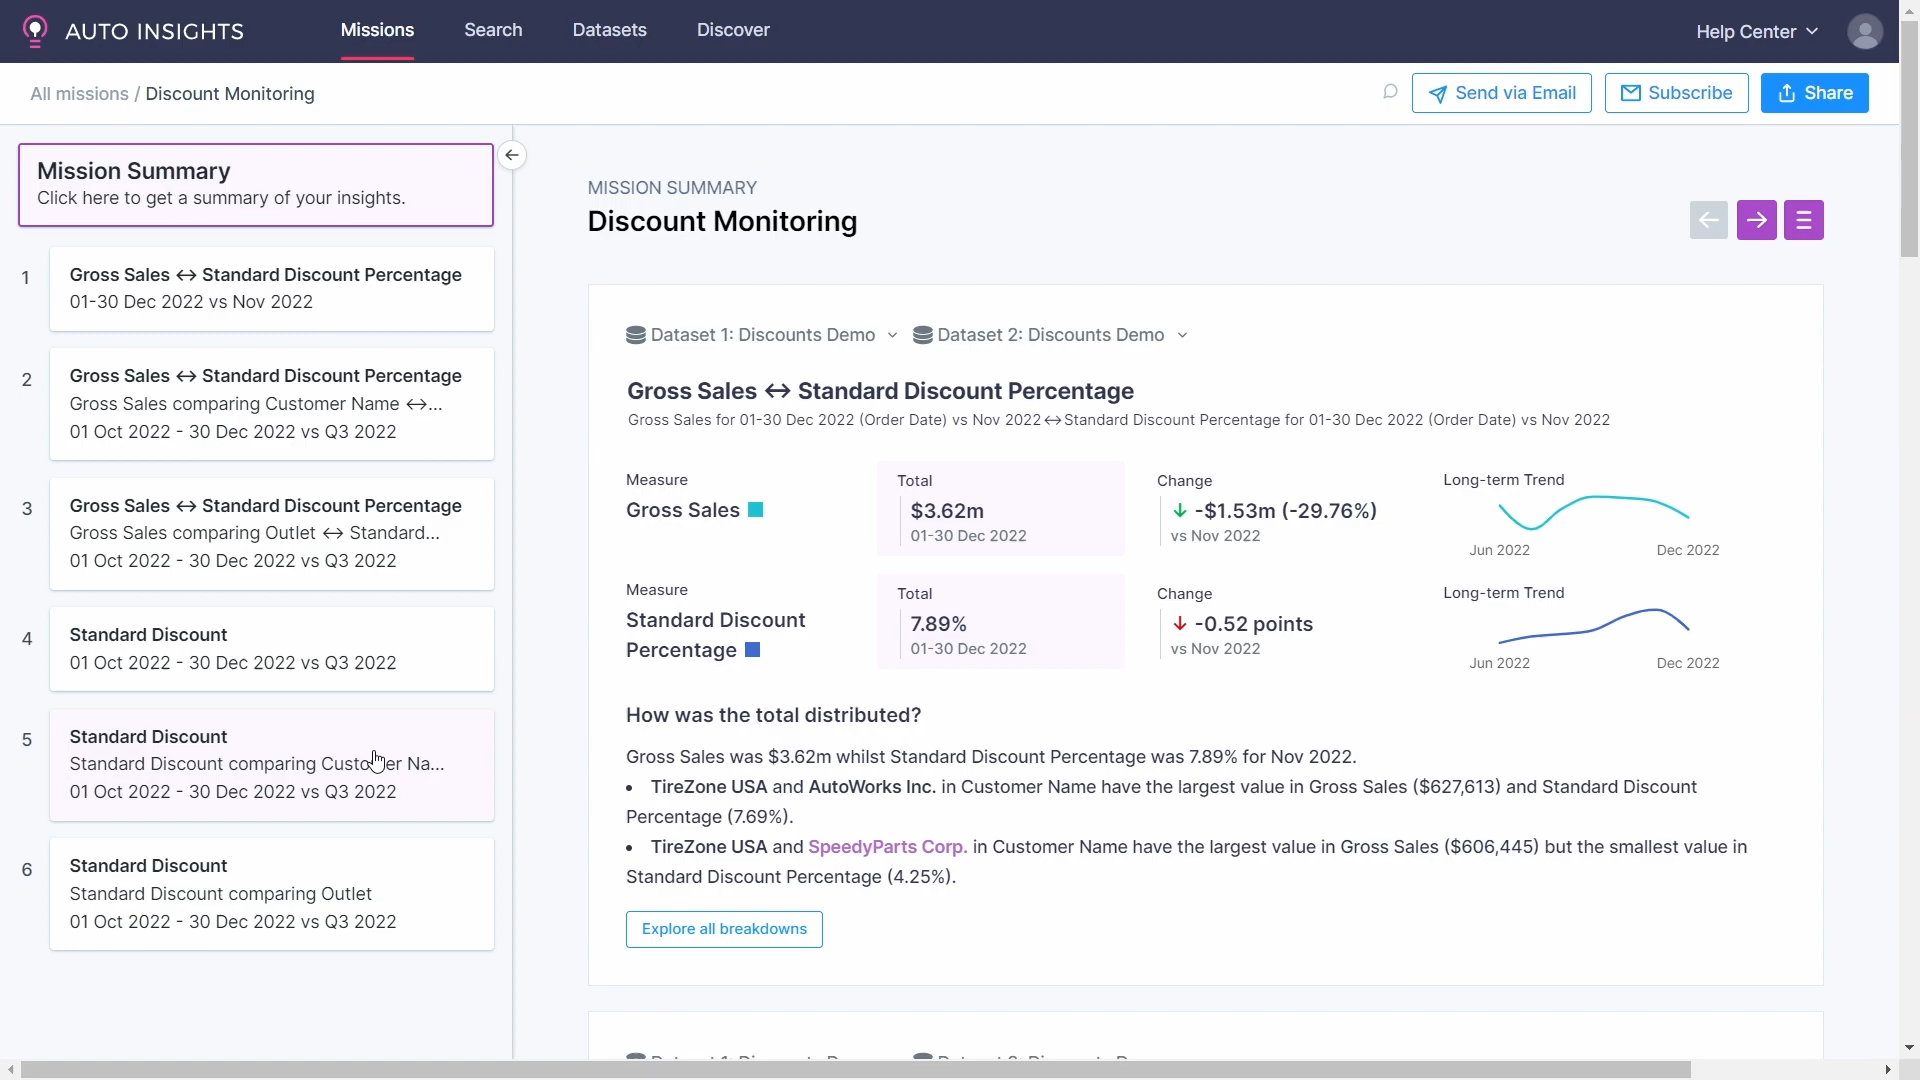 AUTO INSIGHTS
Missions
Search
Datasets
Discover
Help Center
All missions / Discount Monitoring
Send via Email
Subscribe
Share
Mission Summary
Click here to get a summary of your insights.
1
Gross Sales ↔ Standard Discount Percentage
01-30 Dec 2022 vs Nov 2022
2
Gross Sales ↔ Standard Discount Percentage
Gross Sales comparing Customer Name ↔...
01 Oct 2022 - 30 Dec 2022 vs Q3 2022
3
Gross Sales ↔ Standard Discount Percentage
Gross Sales comparing Outlet ↔ Standard...
01 Oct 2022 - 30 Dec 2022 vs Q3 2022
4
Standard Discount
01 Oct 2022 - 30 Dec 2022 vs Q3 2022
5
Standard Discount
Standard Discount comparing Customer Na...
01 Oct 2022 - 30 Dec 2022 vs Q3 2022
6
Standard Discount
Standard Discount comparing Outlet
01 Oct 2022 - 30 Dec 2022 vs Q3 2022
MISSION SUMMARY
Discount Monitoring
Dataset 1: Discounts Demo
Dataset 2: Discounts Demo
Gross Sales ↔ Standard Discount Percentage
Gross Sales for 01-30 Dec 2022 (Order Date) vs Nov 2022↔Standard Discount Percentage for 01-30 Dec 2022 (Order Date) vs Nov 2022
Measure
Gross Sales
Total
$3.62m
01-30 Dec 2022
Change
↓ -$1.53m (-29.76%)
vs Nov 2022
Long-term Trend
Jun 2022
Dec 2022
Measure
Standard Discount
Percentage
Total
7.89%
01-30 Dec 2022
Change
↓ -0.52 points
vs Nov 2022
Long-term Trend
Jun 2022
Dec 2022
How was the total distributed?
Gross Sales was $3.62m whilst Standard Discount Percentage was 7.89% for Nov 2022.
• TireZone USA and AutoWorks Inc. in Customer Name have the largest value in Gross Sales ($627,613) and Standard Discount
Percentage (7.69%).
• TireZone USA and SpeedyParts Corp. in Customer Name have the largest value in Gross Sales ($606,445) but the smallest value in
Standard Discount Percentage (4.25%).
Explore all breakdowns